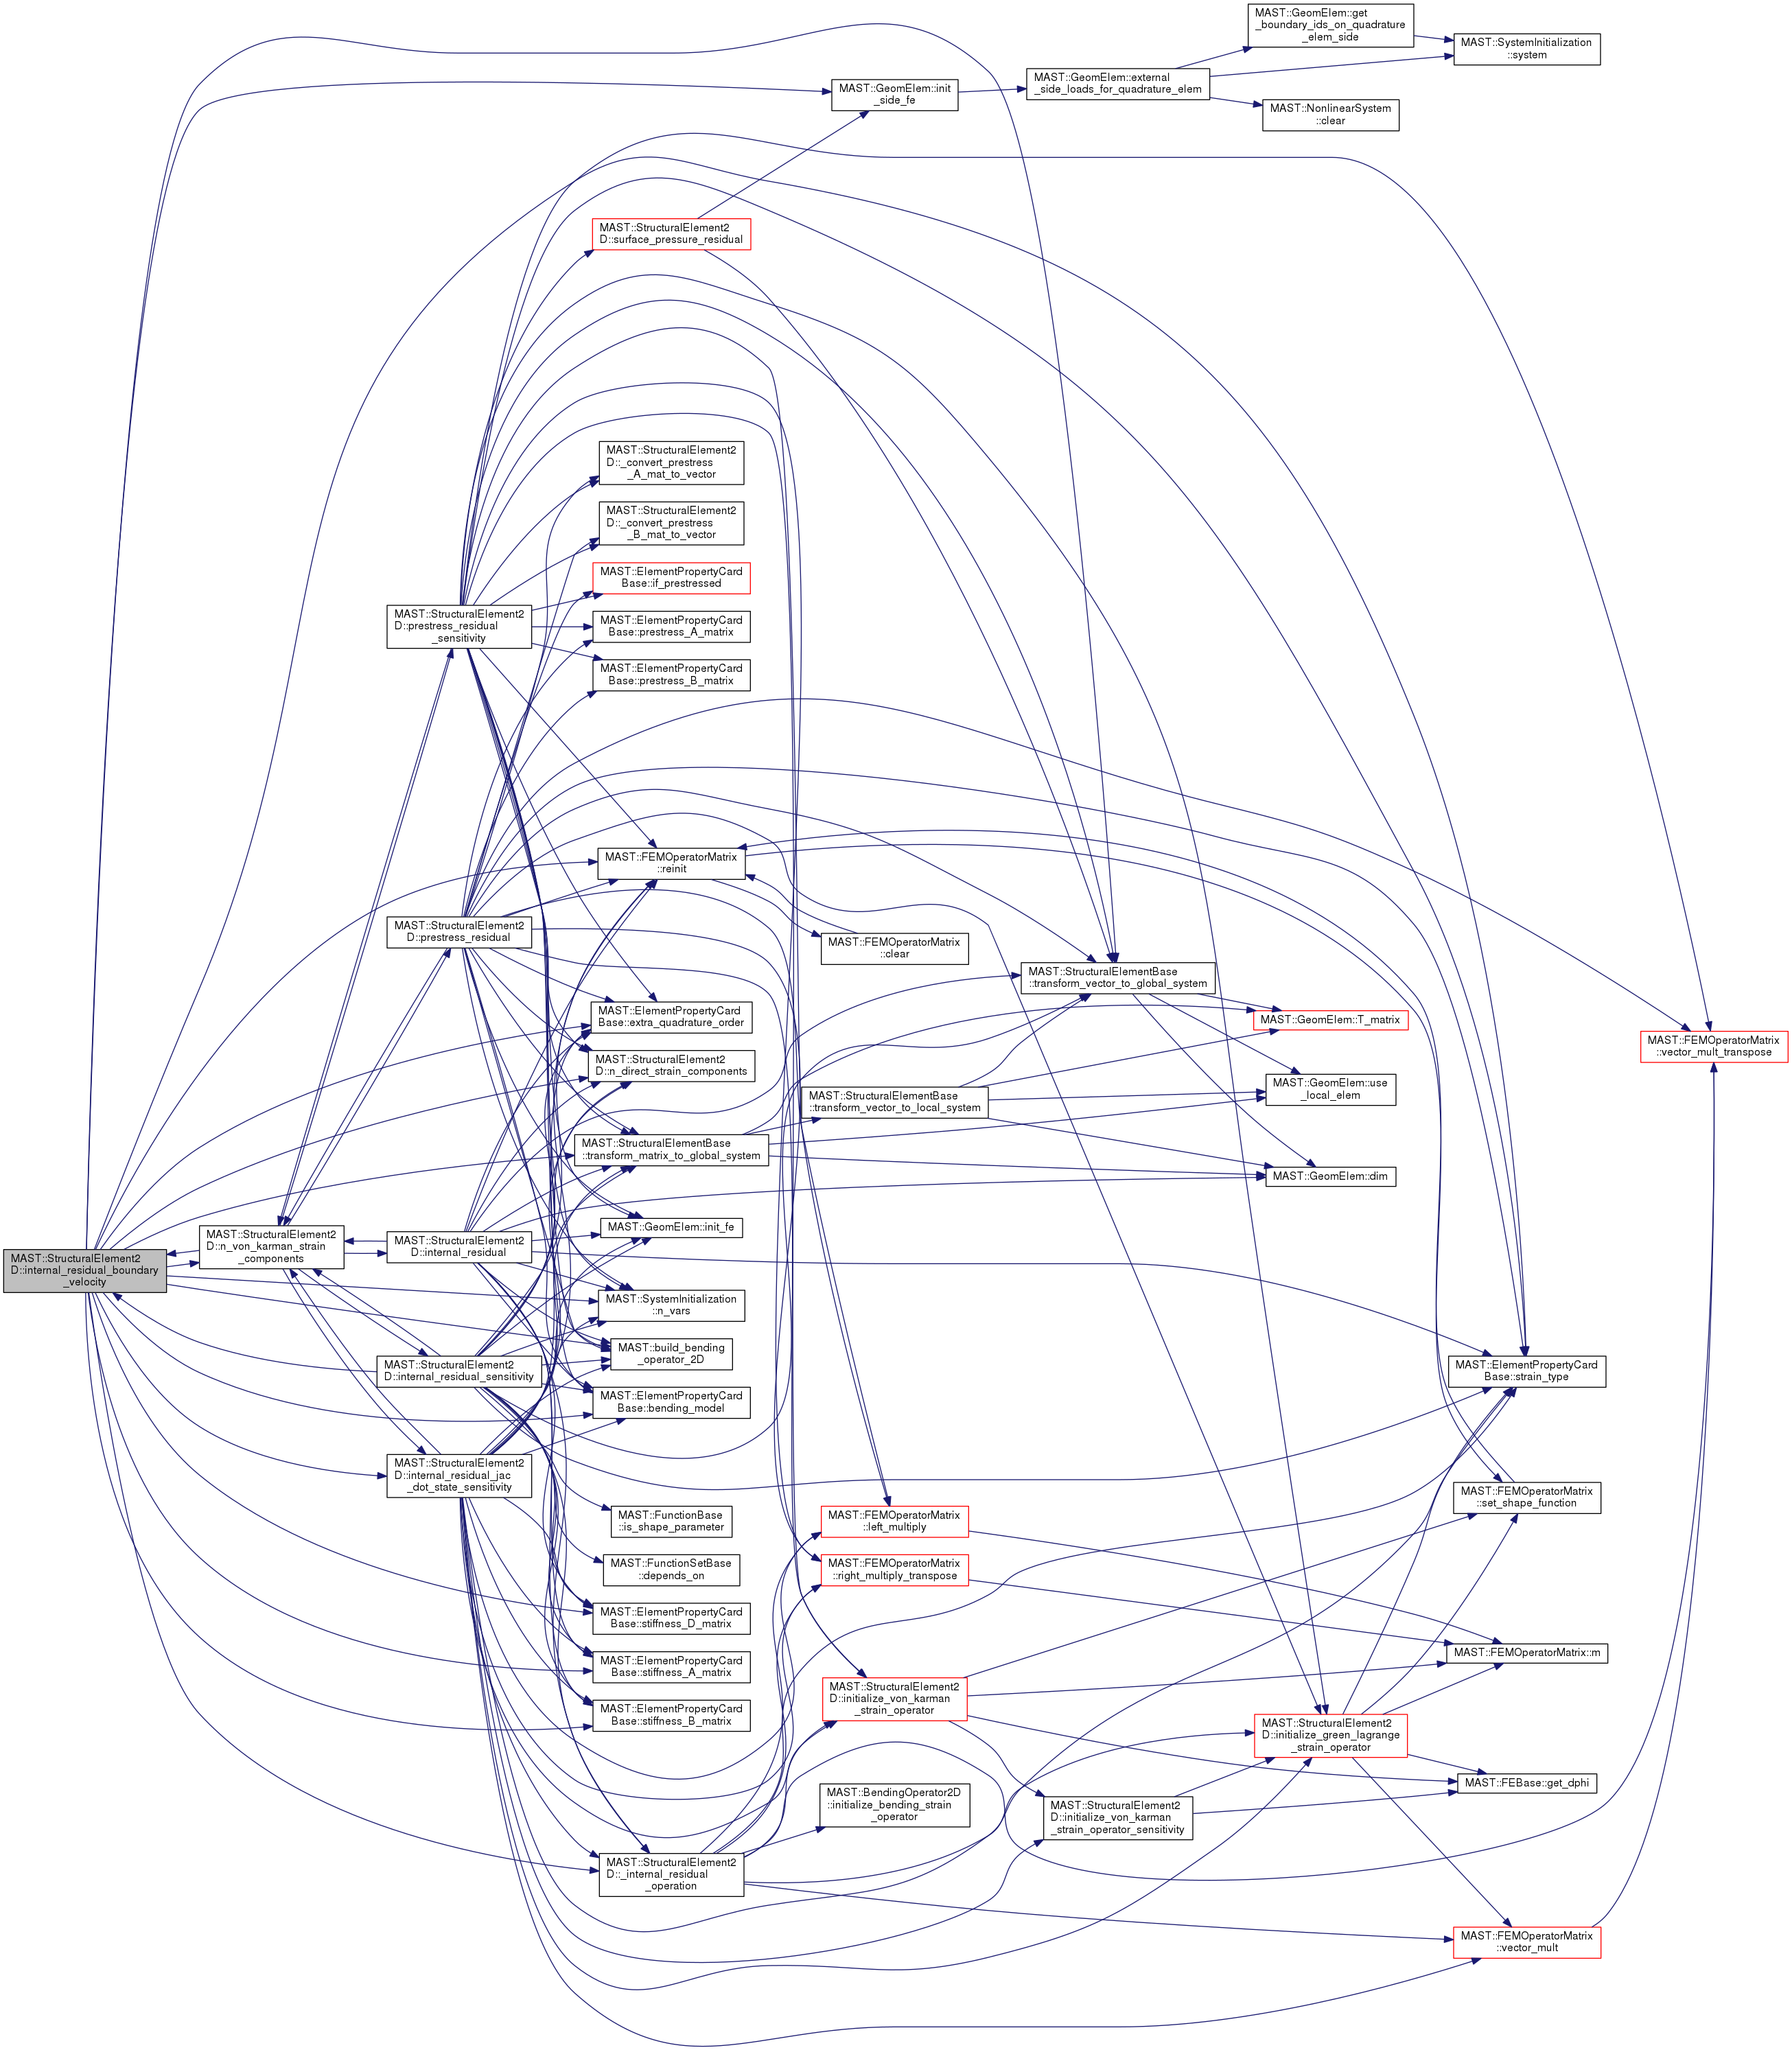 MAST::GeomElem::get
_boundary_ids_on_quadrature
_elem_side
MAST::SystemInitialization
::system
MAST::GeomElem::external
_side_loads_for_quadrature_elem
MAST::GeomElem::init
_side_fe
MAST::NonlinearSystem
::clear
MAST::StructuralElement2
D::surface_pressure_residual
MAST::StructuralElement2
D::_convert_prestress
_A_mat_to_vector
MAST::StructuralElement2
D::_convert_prestress
_B_mat_to_vector
MAST::ElementPropertyCard
Base::if_prestressed
MAST::StructuralElement2
D::prestress_residual
_sensitivity
MAST::ElementPropertyCard
Base::prestress_A_matrix
MAST::ElementPropertyCard
Base::prestress_B_matrix
MAST::FEMOperatorMatrix
::reinit
MAST::StructuralElement2
D::prestress_residual
MAST::FEMOperatorMatrix
::clear
MAST::StructuralElementBase
::transform_vector_to_global_system
MAST::ElementPropertyCard
Base::extra_quadrature_order
MAST::GeomElem::T_matrix
MAST::FEMOperatorMatrix
::vector_mult_transpose
MAST::StructuralElement2
D::n_direct_strain_components
MAST::GeomElem::use
_local_elem
MAST::StructuralElementBase
::transform_vector_to_local_system
MAST::StructuralElementBase
::transform_matrix_to_global_system
MAST::GeomElem::dim
MAST::GeomElem::init_fe
MAST::StructuralElement2
D::n_von_karman_strain
_components
MAST::StructuralElement2
D::internal_residual
MAST::StructuralElement2
D::internal_residual_boundary
_velocity
MAST::SystemInitialization
::n_vars
MAST::build_bending
_operator_2D
MAST::StructuralElement2
D::internal_residual_sensitivity
MAST::ElementPropertyCard
Base::strain_type
MAST::ElementPropertyCard
Base::bending_model
MAST::StructuralElement2
D::internal_residual_jac
_dot_state_sensitivity
MAST::FEMOperatorMatrix
::set_shape_function
MAST::FunctionBase
::is_shape_parameter
MAST::FEMOperatorMatrix
::left_multiply
MAST::FunctionSetBase
::depends_on
MAST::FEMOperatorMatrix
::right_multiply_transpose
MAST::ElementPropertyCard
Base::stiffness_D_matrix
MAST::ElementPropertyCard
Base::stiffness_A_matrix
MAST::FEMOperatorMatrix::m
MAST::StructuralElement2
D::initialize_von_karman
_strain_operator
MAST::ElementPropertyCard
Base::stiffness_B_matrix
MAST::StructuralElement2
D::initialize_green_lagrange
_strain_operator
MAST::FEBase::get_dphi
MAST::BendingOperator2D
::initialize_bending_strain
_operator
MAST::StructuralElement2
D::initialize_von_karman
_strain_operator_sensitivity
MAST::StructuralElement2
D::_internal_residual
_operation
MAST::FEMOperatorMatrix
::vector_mult